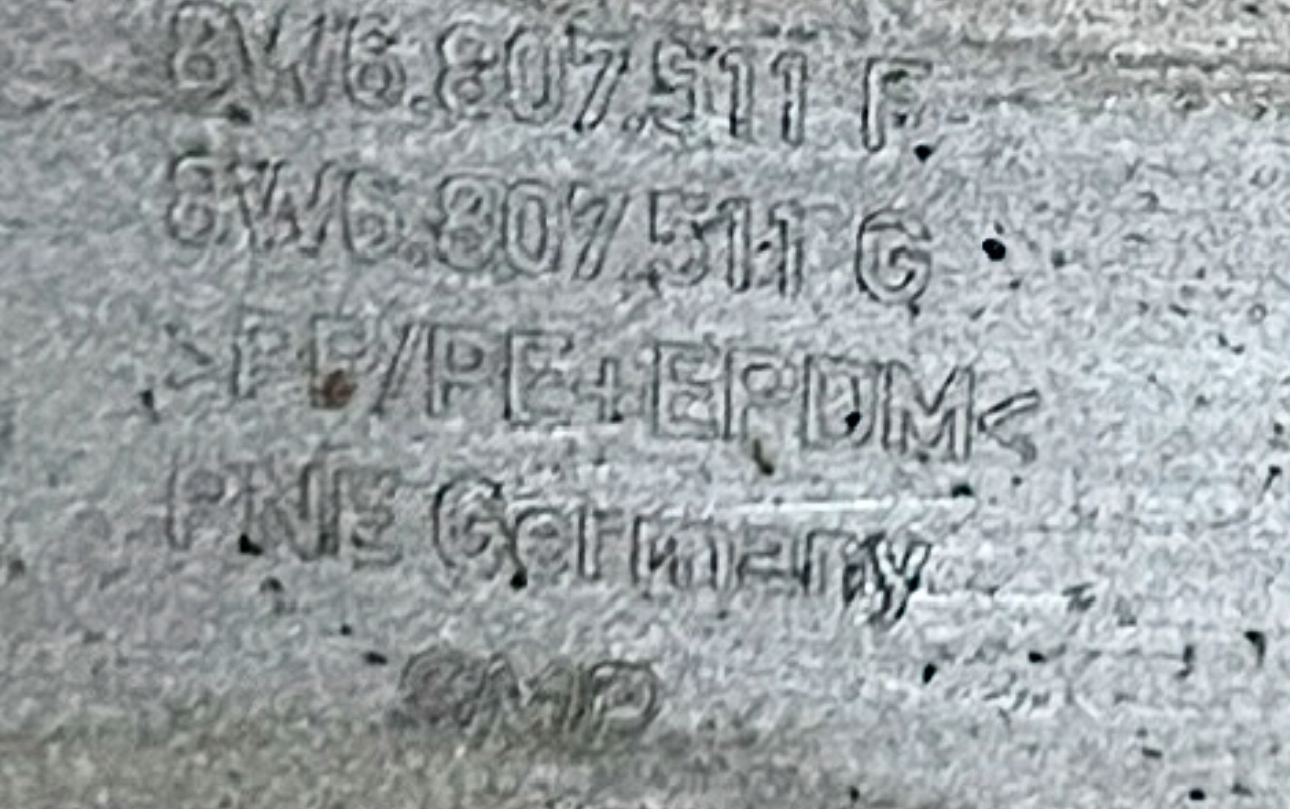 8W6.807.511 F
8W6.807.511 G
>PP/PE+EPDM<
PNE Germany